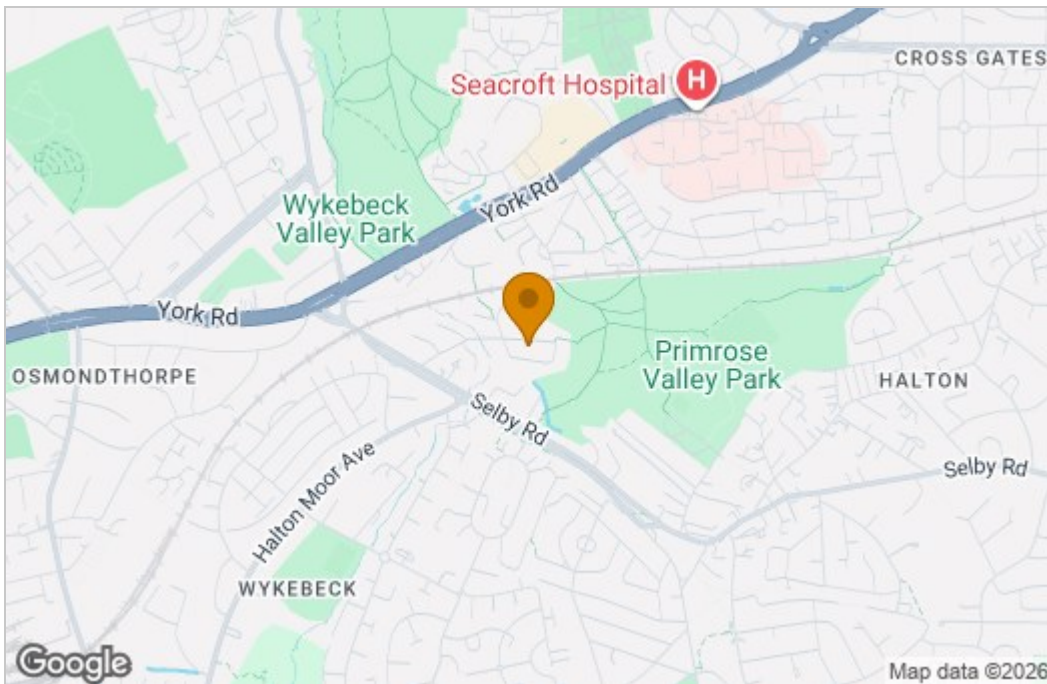 CROSS GATES
Seacroft Hospital
H
York Rd
Wykebeck
Valley Park
York Rd
Primrose
Valley Park
OSMONDTHORPE
HALTON
Selby Rd
Selby Rd
Halton Moor Ave
WYKEBECK
Google
Map data ©2026